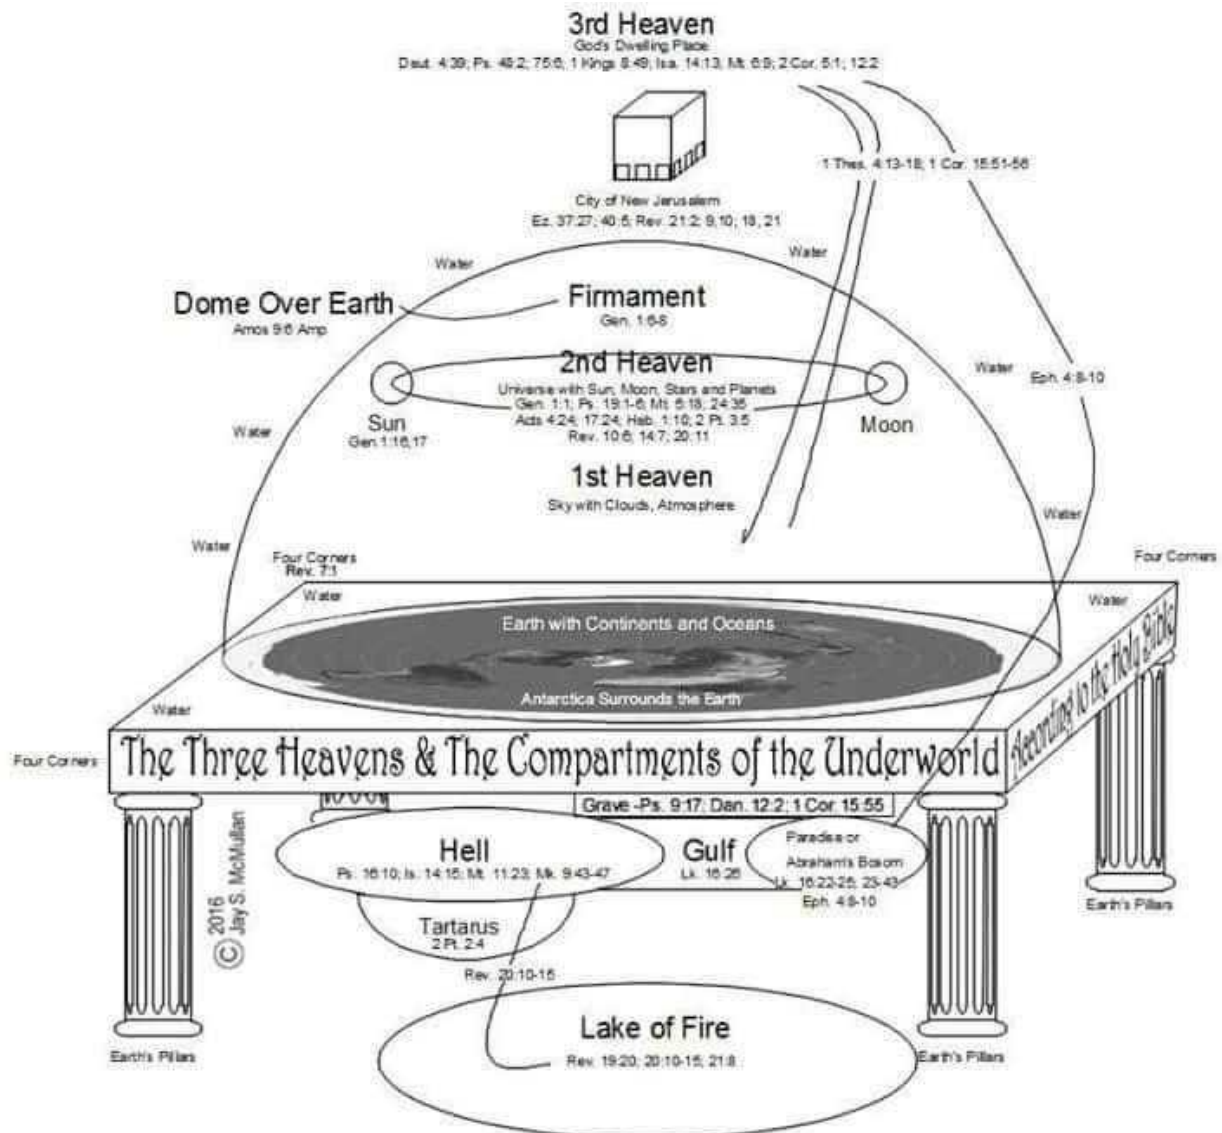 3rd Heaven
God's Dwelling Place
Deut. 4:39; Ps. 48:2; 75:6; 1 Kings 8:49; Isa. 14:13; Mt. 6:9; 2 Cor. 5:1; 12:2
1 Thes. 4:13-18; 1 Cor. 15:51-56
City of New Jerusalem
Ez. 37:27; 40:5; Rev. 21:2; 9,10; 18, 21
Water
Water
Dome Over Earth
Amos 9:6 Amp
Firmament
Gen. 1:6-8
2nd Heaven
Universe with Sun, Moon, Stars and Planets
Gen. 1:1; Ps. 19:1-6; Mt. 5:18; 24:35
Acts 4:24; 17:24; Heb. 1:10; 2 Pt. 3:5
Rev. 10:6; 14:7; 20:11
Water
Eph. 4:8-10
Sun
Gen. 1:16,17
Moon
Water
1st Heaven
Sky with Clouds, Atmosphere
Water
Water
Four Corners
Rev. 7:1
Four Corners
Water
Water
Earth with Continents and Oceans
Antarctica Surrounds the Earth
Water
Four Corners
The Three Heavens & The Compartments of the Underworld
According to the Holy Bible
Grave -Ps. 9:17; Dan. 12:2; 1 Cor. 15:55
Hell
Ps. 16:10; Is. 14:15; Mt. 11:23; Mk. 9:43-47
Gulf
Lk. 16:26
Paradise or
Abraham's Bosom
Lk. 16:22-26; 23-43
Eph. 4:8-10
Tartarus
2 Pt. 2:4
© 2016
Jay S. McMullan
Rev. 20:10-15
Lake of Fire
Rev. 19:20; 20:10-15; 21:8
Earth's Pillars
Earth's Pillars
Earth's Pillars